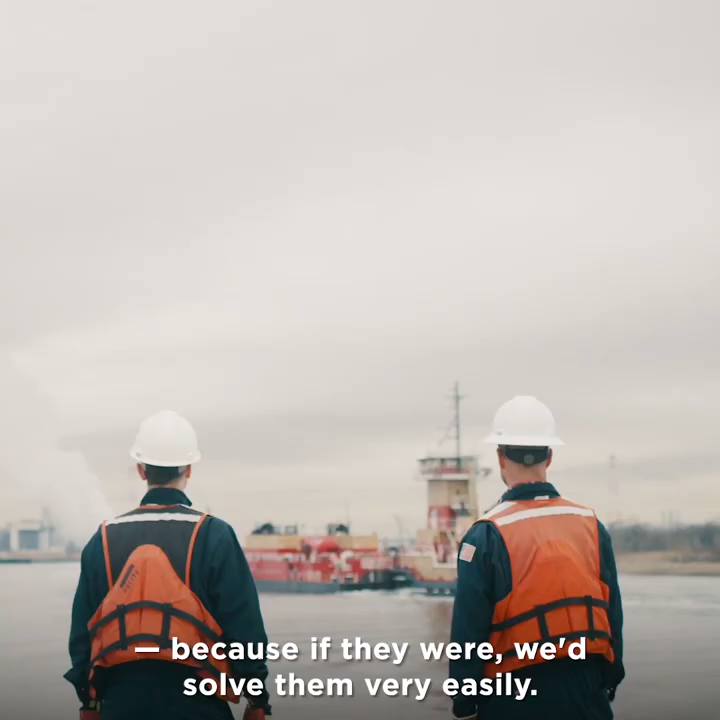 — because if they were, we'd
solve them very easily.